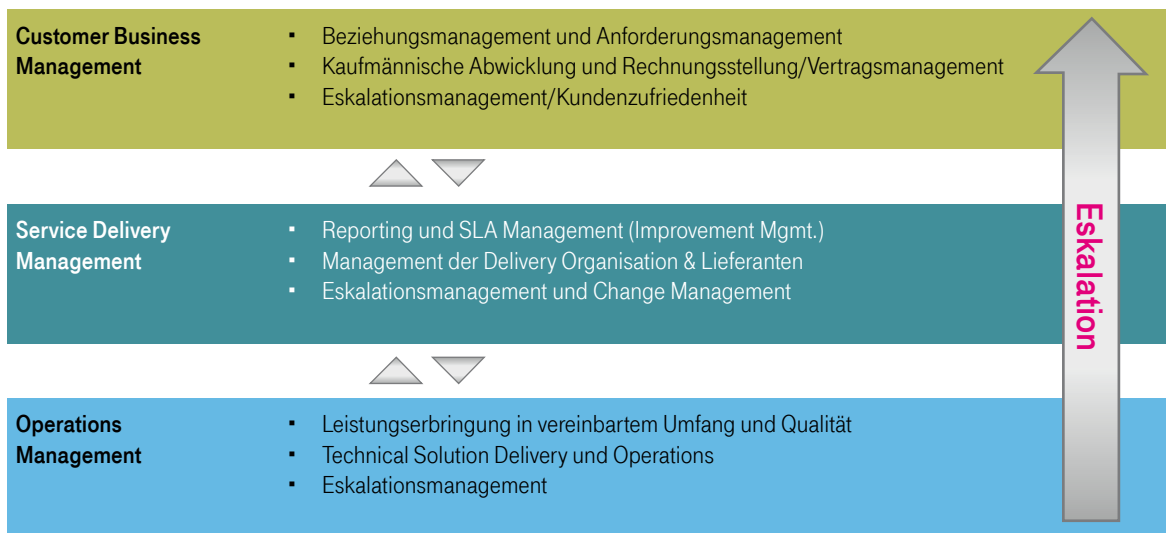 Customer Business
Management
▪ Beziehungsmanagement und Anforderungsmanagement
▪ Kaufmännische Abwicklung und Rechnungsstellung/Vertragsmanagement
▪ Eskalationsmanagement/Kundenzufriedenheit
Service Delivery
Management
▪ Reporting und SLA Management (Improvement Mgmt.)
▪ Management der Delivery Organisation & Lieferanten
▪ Eskalationsmanagement und Change Management
Operations
Management
▪ Leistungserbringung in vereinbartem Umfang und Qualität
▪ Technical Solution Delivery und Operations
▪ Eskalationsmanagement
Eskalation